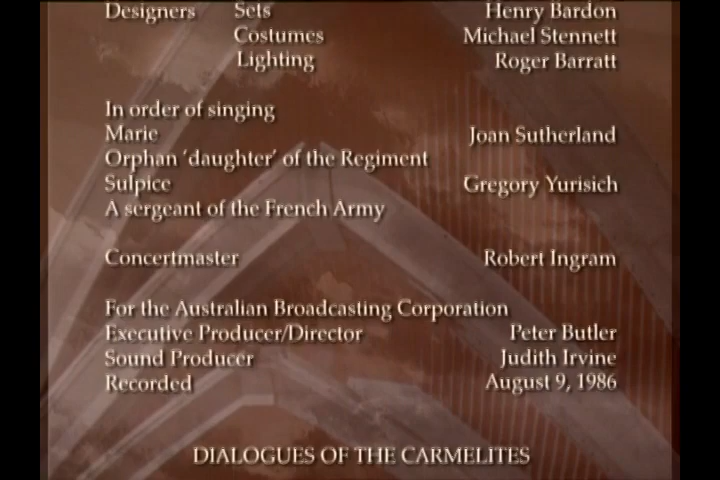 Designers Sets Henry Bardon
Costumes Michael Stennett
Lighting Roger Barratt
In order of singing
Marie Joan Sutherland
Orphan ‘daughter’ of the Regiment
Sulpice Gregory Yurisich
A sergeant of the French Army
Concertmaster Robert Ingram
For the Australian Broadcasting Corporation
Executive Producer/Director Peter Butler
Sound Producer Judith Irvine
Recorded August 9, 1986
DIALOGUES OF THE CARMELITES